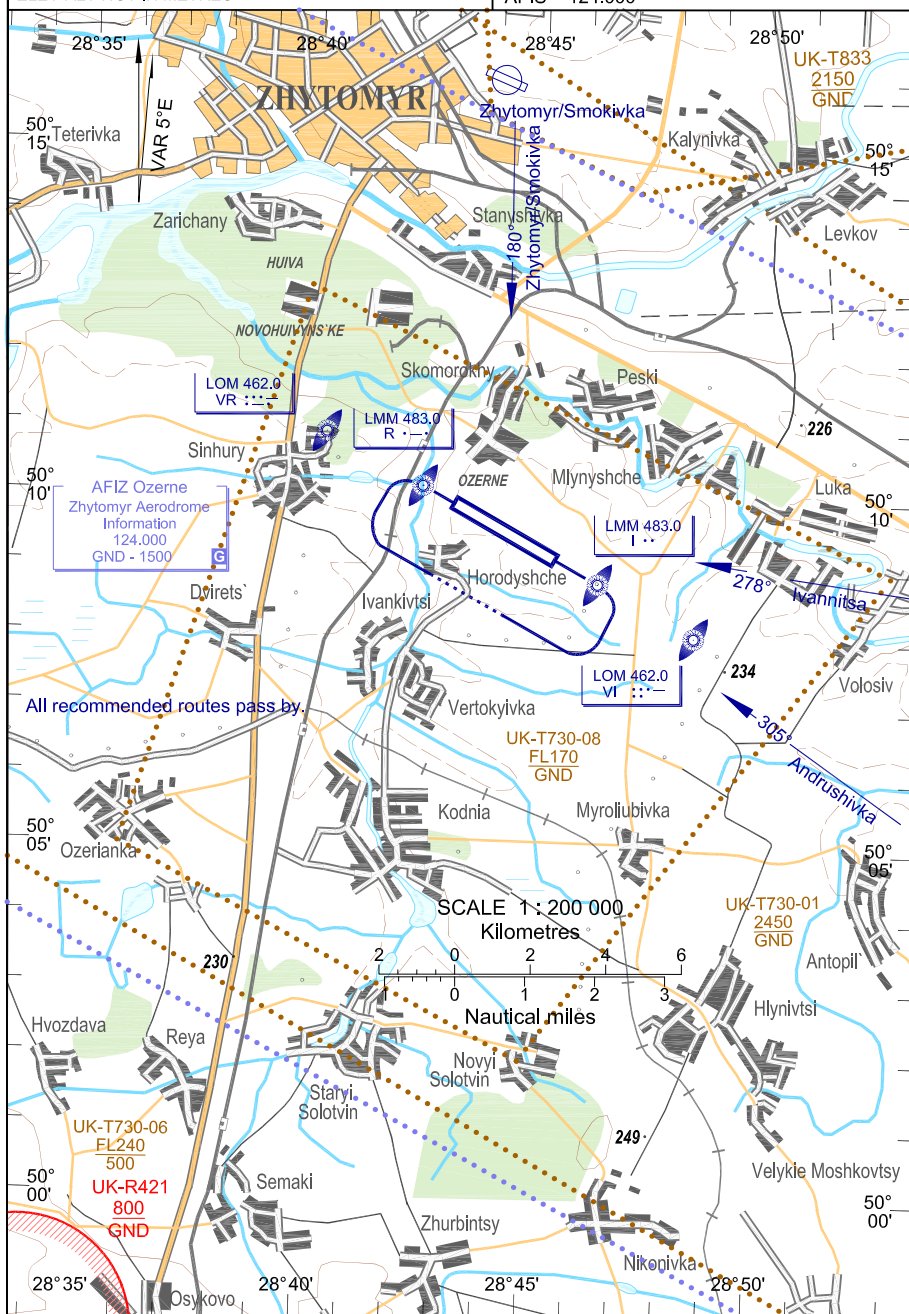 28°35'
28°40'
28°45'
28°50'
UK-T833
2150
GND
ZHYTOMYR
Zhytomyr/Smokivka
Kalynivka
50°
15'
Teterivka
VAR 5°E
50°
15'
Zarichany
Stanyshivka
180°
Zhytomyr/Smokivka
Levkov
HUIVA
NOVOHUIVYNS`KE
Skomorokhy
Peski
LOM 462.0
VR
LMM 483.0
R
226
Sinhury
50°
10'
OZERNE
Mlynyshche
Luka
50°
10'
AFIZ Ozerne
Zhytomyr Aerodrome
Information
124.000
GND - 1500
G
LMM 483.0
I
Horodyshche
278°
Ivannitsa
Dvirets`
Ivankivtsi
LOM 462.0
VI
234
Volosiv
All recommended routes pass by.
Vertokyivka
UK-T730-08
FL170
GND
305°
Andrushivka
Kodnia
Myroliubivka
50°
05'
Ozerianka
50°
05'
SCALE 1 : 200 000
Kilometres
2 0 2 4 6
0 1 2 3
Nautical miles
UK-T730-01
2450
GND
Antopil`
230
Hlynivtsi
Hvozdava
Reya
Staryi
Solotvin
Novyi
Solotvin
UK-T730-06
FL240
500
249
Velykie Moshkovtsy
50°
00'
UK-R421
800
GND
Semaki
50°
00'
Zhurbintsy
Nikonivka
28°35'
28°40'
28°45'
28°50'
Osykovo